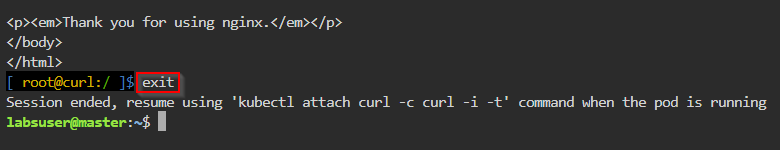 <p><em>Thank you for using nginx.</em></p>
</body>
</html>
[ root@curl:/ ]$ exit
Session ended, resume using 'kubectl attach curl -c curl -i -t' command when the pod is running
labsuser@master:~$